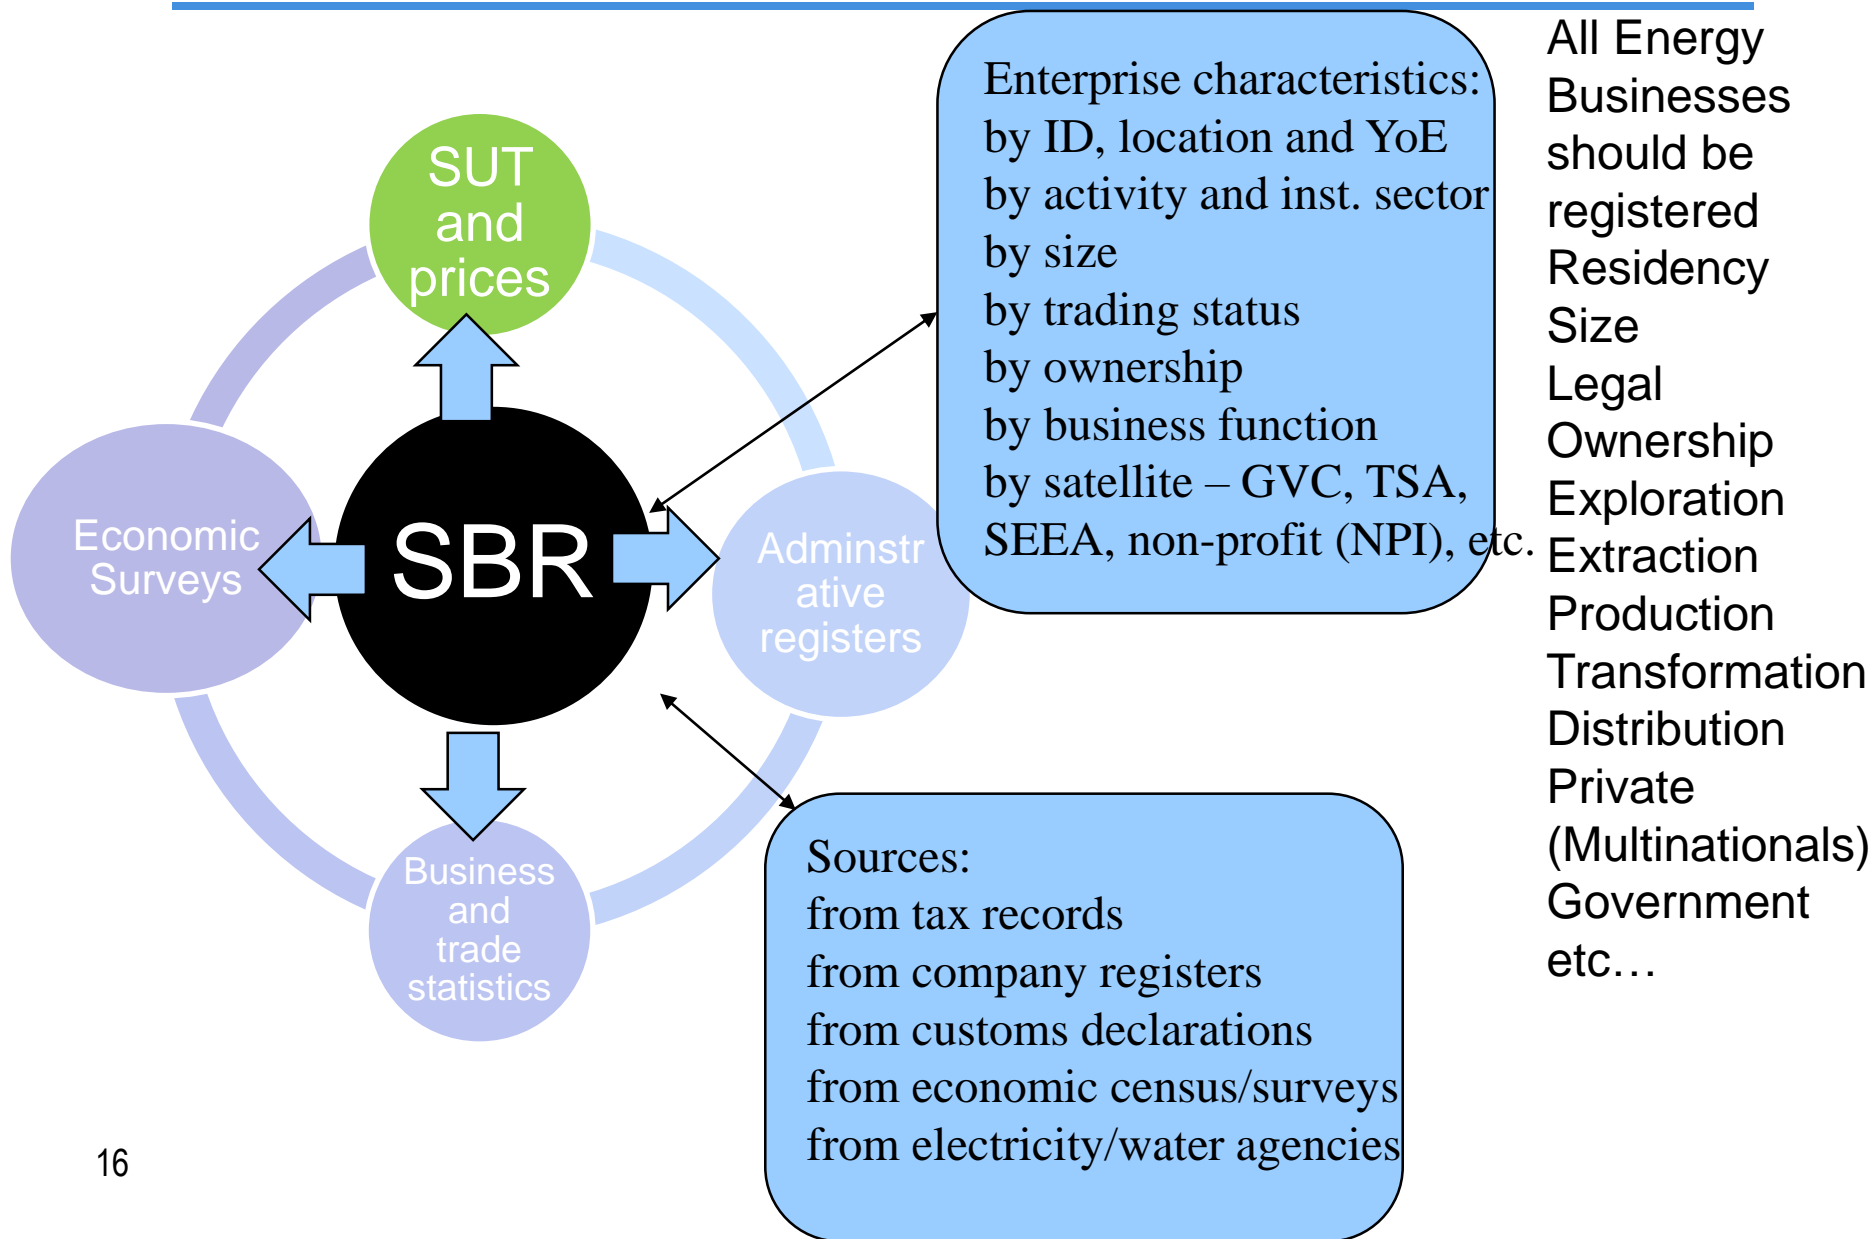 SUT
and
prices
Economic
Surveys
SBR
Adminstr
ative
registers
Business
and
trade
statistics
Enterprise characteristics:
by ID, location and YoE
by activity and inst. sector
by size
by trading status
by ownership
by business function
by satellite – GVC, TSA,
SEEA, non-profit (NPI), etc.
Sources:
from tax records
from company registers
from customs declarations
from economic census/surveys
from electricity/water agencies
All Energy
Businesses
should be
registered
Residency
Size
Legal
Ownership
Exploration
Extraction
Production
Transformation
Distribution
Private
(Multinationals)
Government
etc…
16